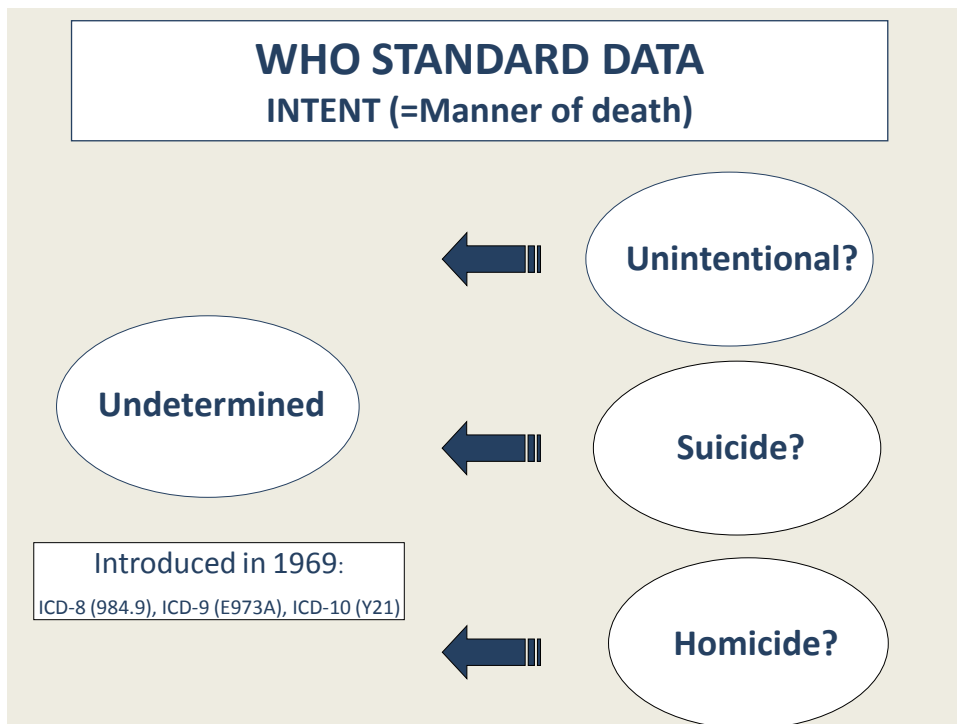 WHO STANDARD DATA
INTENT (=Manner of death)
Unintentional?
Undetermined
Suicide?
Introduced in 1969:
ICD-8 (984.9), ICD-9 (E973A), ICD-10 (Y21)
Homicide?